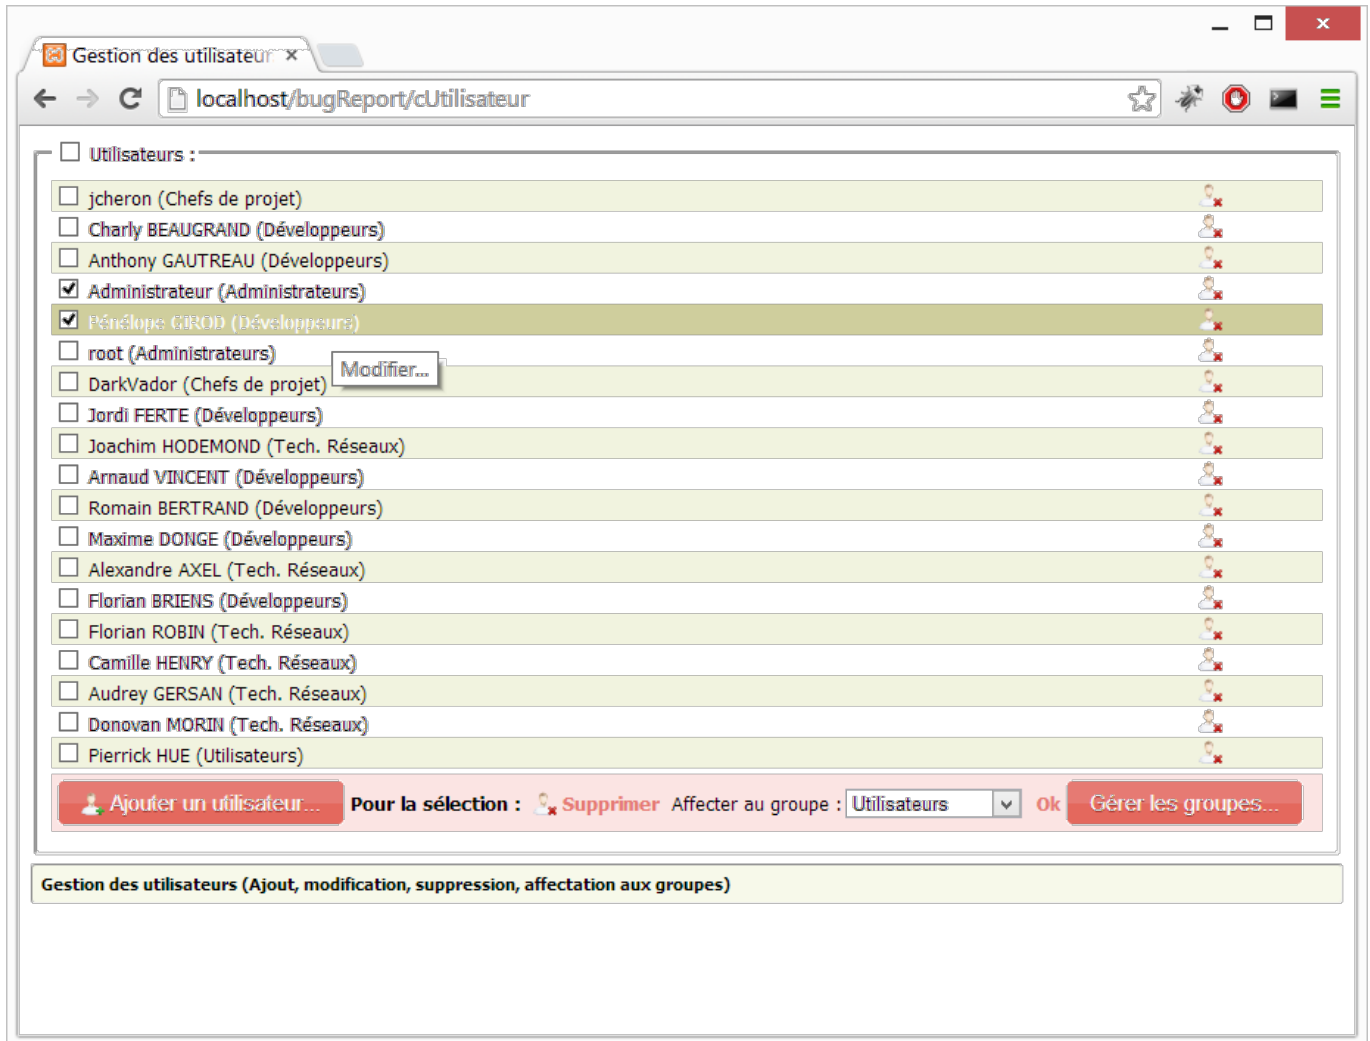 Gestion des utilisateur
localhost/bugReport/cUtilisateur
Utilisateurs :
jcheron (Chefs de projet)
Charly BEAUGRAND (Développeurs)
Anthony GAUTREAU (Développeurs)
Administrateur (Administrateurs)
Pénélope GIROD (Développeurs)
root (Administrateurs)
Modifier...
DarkVador (Chefs de projet)
Jordi FERTE (Développeurs)
Joachim HODEMOND (Tech. Réseaux)
Arnaud VINCENT (Développeurs)
Romain BERTRAND (Développeurs)
Maxime DONGE (Développeurs)
Alexandre AXEL (Tech. Réseaux)
Florian BRIENS (Développeurs)
Florian ROBIN (Tech. Réseaux)
Camille HENRY (Tech. Réseaux)
Audrey GERSAN (Tech. Réseaux)
Donovan MORIN (Tech. Réseaux)
Pierrick HUE (Utilisateurs)
Ajouter un utilisateur... Pour la sélection : Supprimer Affecter au groupe : Utilisateurs Ok Gérer les groupes...
Gestion des utilisateurs (Ajout, modification, suppression, affectation aux groupes)